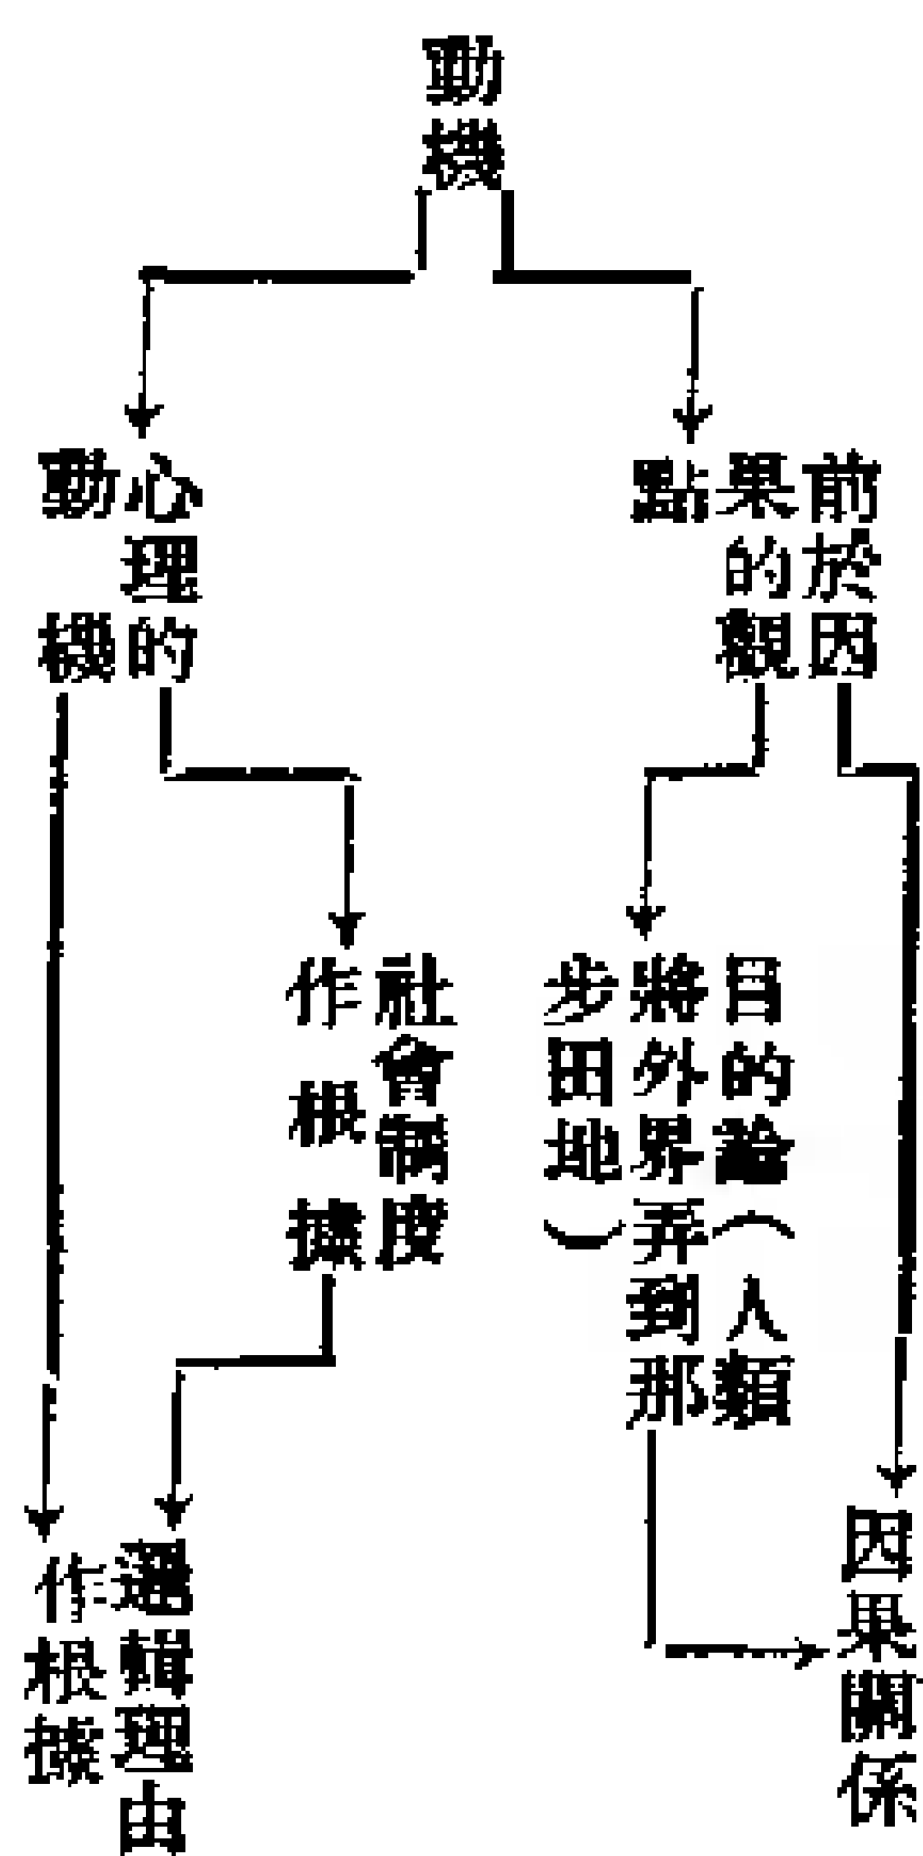 動機
前於因
果的觀
點
心理的
動機
目的論（人類
將外界弄到那
步田地）
社會制度
作根據
因果關係
邏輯理由
作根據